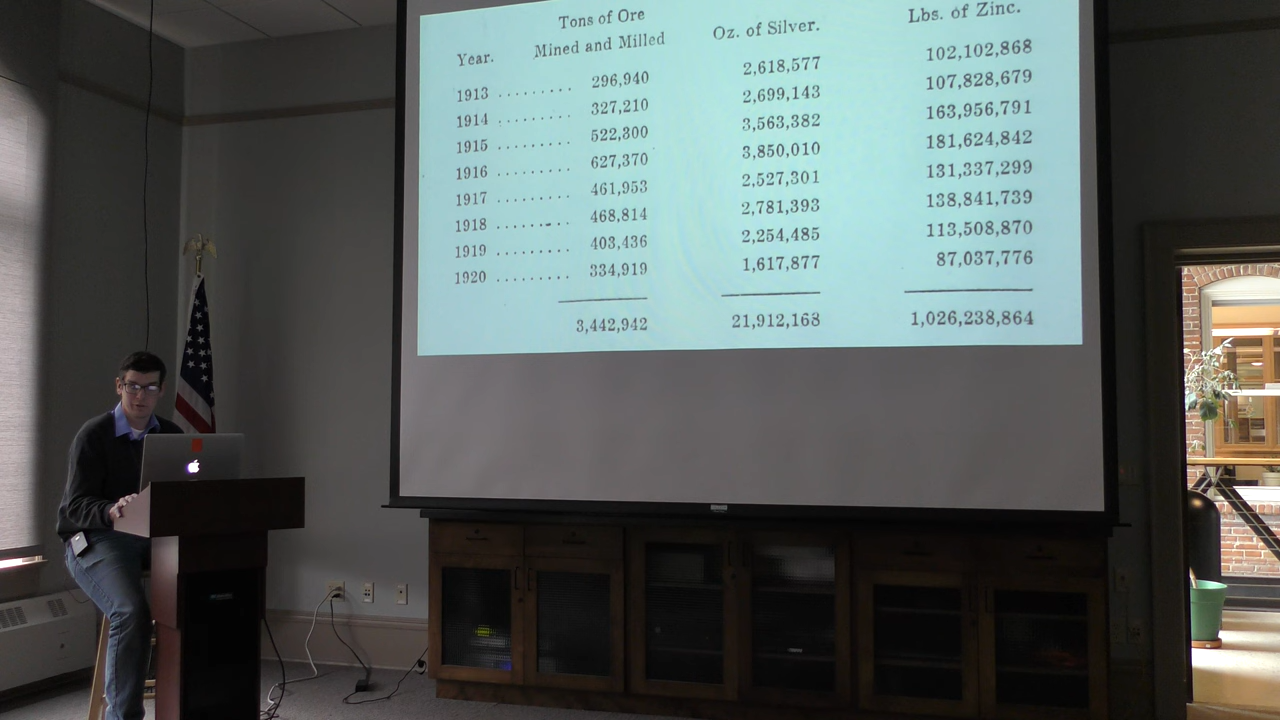 Tons of Ore
Year. Mined and Milled Oz. of Silver. Lbs. of Zinc.
1913 ......... 296,940 2,618,577 102,102,868
1914 ......... 327,210 2,699,143 107,828,679
1915 ......... 522,300 3,563,382 163,956,791
1916 ......... 627,370 3,850,010 181,624,842
1917 ......... 461,953 2,527,301 131,337,299
1918 ......... 468,814 2,781,393 138,841,739
1919 ......... 403,436 2,254,485 113,508,870
1920 ......... 334,919 1,617,877 87,037,776
3,442,942 21,912,168 1,026,238,864